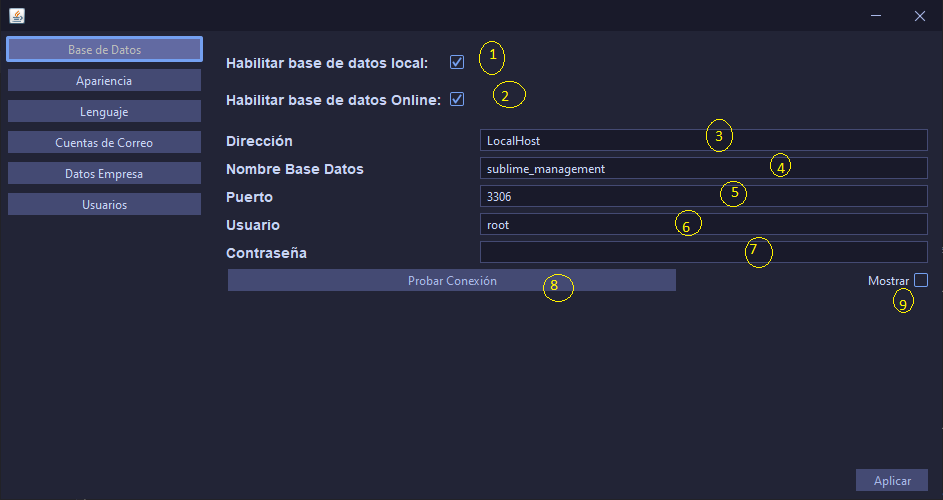 Base de Datos
Apariencia
Lenguaje
Cuentas de Correo
Datos Empresa
Usuarios
Habilitar base de datos local: 1
Habilitar base de datos Online: 2
Dirección LocalHost 3
Nombre Base Datos sublime_management 4
Puerto 3306 5
Usuario root 6
Contraseña 7
Probar Conexión 8 Mostrar
9
Aplicar